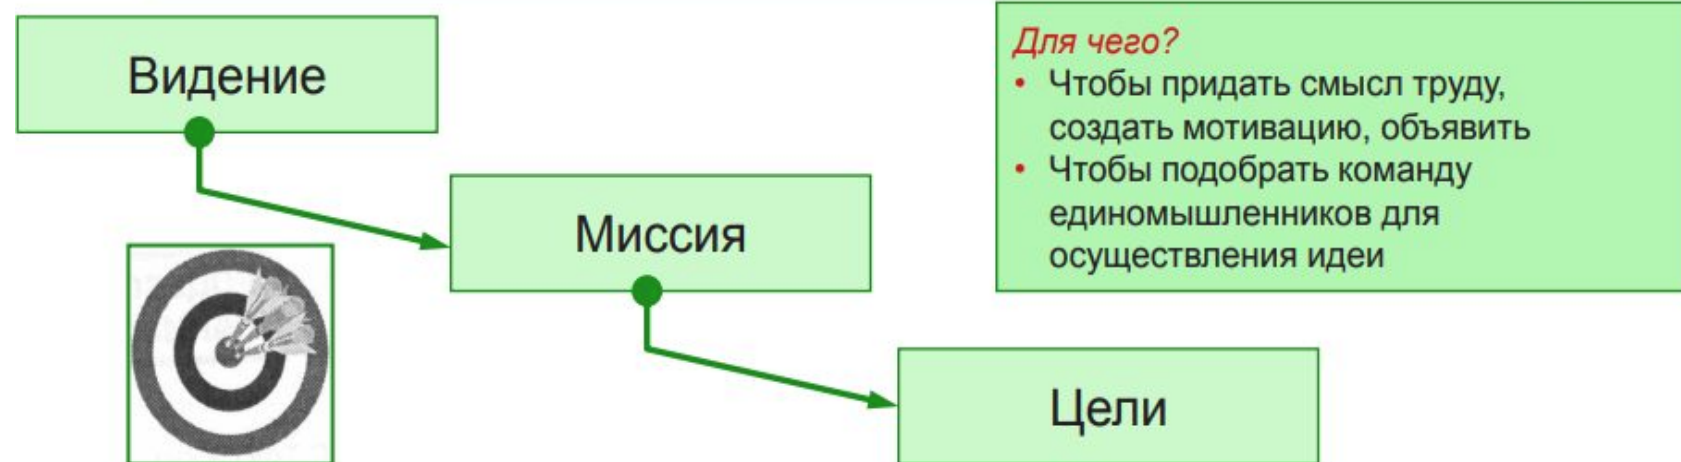 Видение
Миссия
Цели
Для чего?
• Чтобы придать смысл труду,
создать мотивацию, объявить
• Чтобы подобрать команду
единомышленников для
осуществления идеи